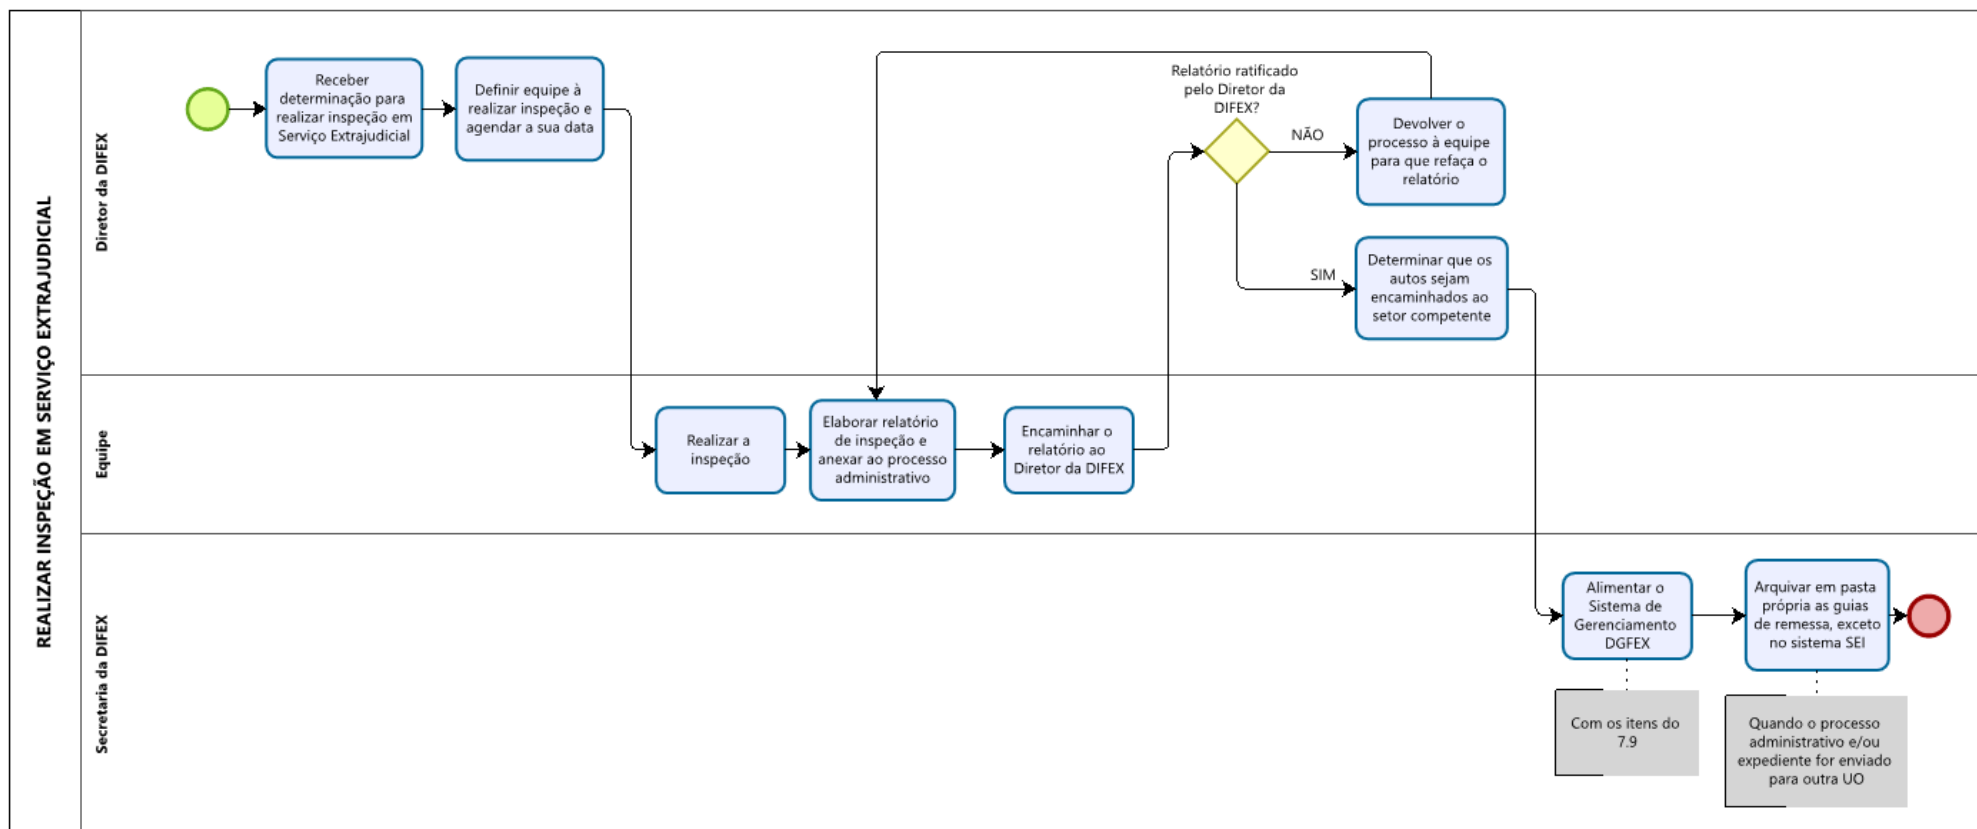 REALIZAR INSPEÇÃO EM SERVIÇO EXTRAJUDICIAL
Diretor da DIFEX
Receber
determinação para
realizar inspeção em
Serviço Extrajudicial
Definir equipe à
realizar inspeção e
agendar a sua data
Relatório ratificado
pelo Diretor da
DIFEX?
NÃO
Devolver o
processo à equipe
para que refaça o
relatório
SIM
Determinar que os
autos sejam
encaminhados ao
setor competente
Equipe
Realizar a
inspeção
Elaborar relatório
de inspeção e
anexar ao processo
administrativo
Encaminhar o
relatório ao
Diretor da DIFEX
Secretaria da DIFEX
Alimentar o
Sistema de
Gerenciamento
DGFEX
Arquivar em pasta
própria as guias
de remessa, exceto
no sistema SEI
Com os itens do
7.9
Quando o processo
administrativo e/ou
expediente for enviado
para outra UO